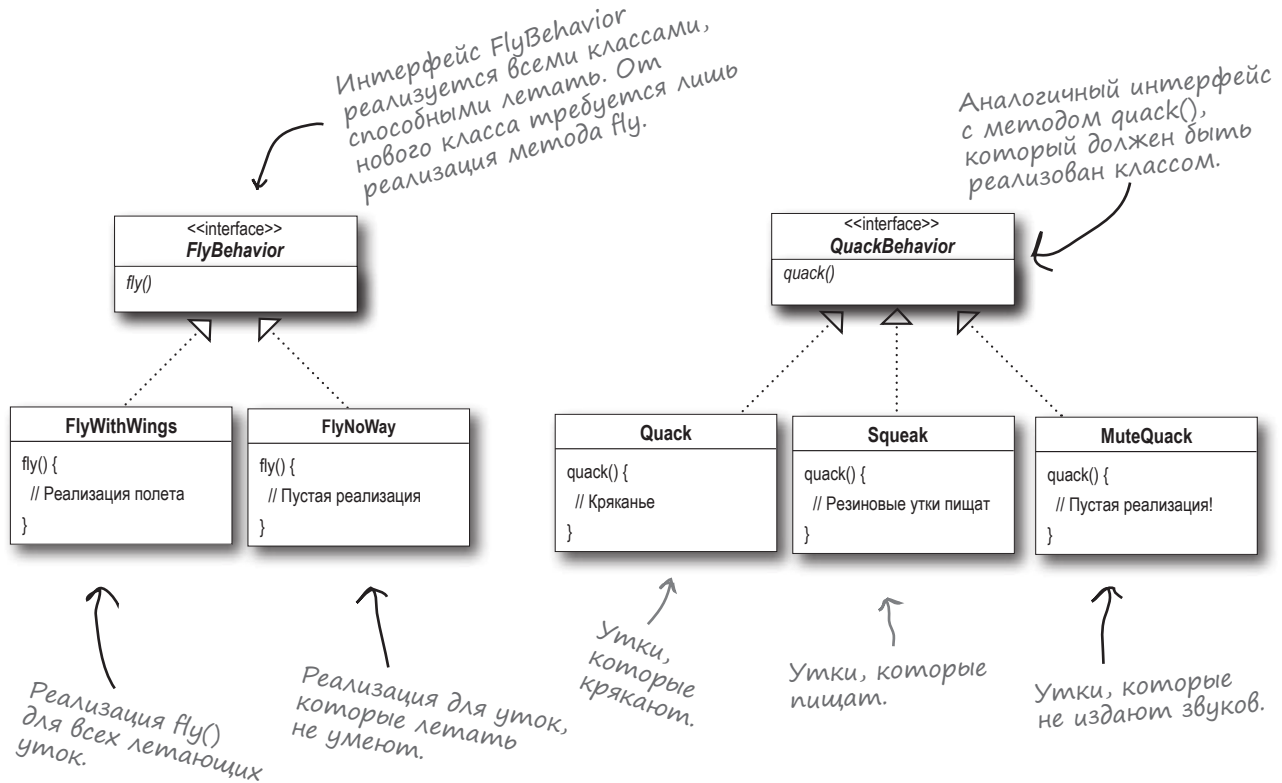 Интерфейс FlyBehavior
реализуется всеми классами,
способными летать. От
нового класса требуется лишь
реализация метода fly.
Аналогичный интерфейс
с методом quack(),
который должен быть
реализован классом.
<<interface>>
FlyBehavior
fly()
<<interface>>
QuackBehavior
quack()
FlyWithWings
fly() {
// Реализация полета
}
FlyNoWay
fly() {
// Пустая реализация
}
Quack
quack() {
// Кряканье
}
Squeak
quack() {
// Резиновые утки пищат
}
MuteQuack
quack() {
// Пустая реализация!
}
Реализация fly()
для всех летающих
уток.
Реализация для уток,
которые летать
не умеют.
Утки,
которые
крякают.
Утки, которые
пищат.
Утки, которые
не издают звуков.